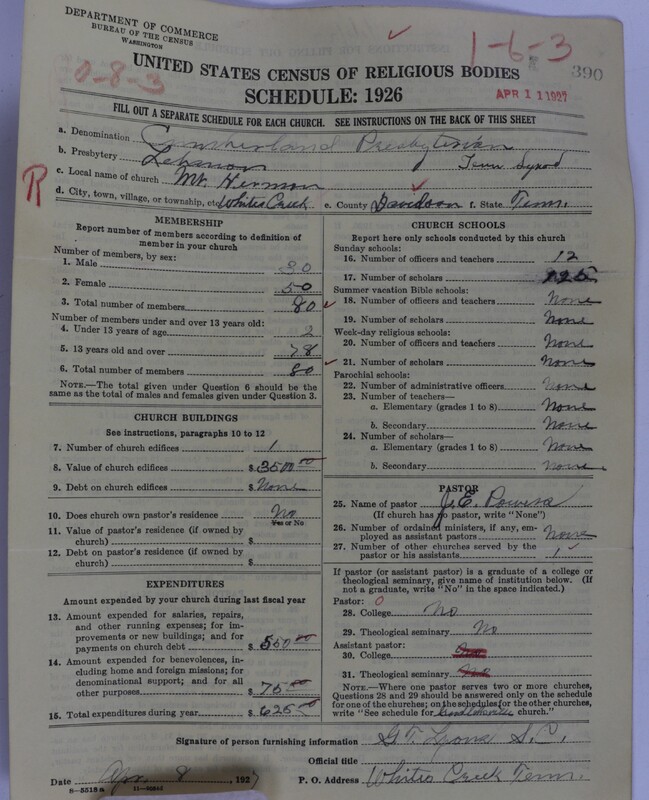 DEPARTMENT OF COMMERCE
BUREAU OF THE CENSUS
WASHINGTON
1-6-3
390
0-8-3
UNITED STATES CENSUS OF RELIGIOUS BODIES
SCHEDULE: 1926
APR 11 1927
FILL OUT A SEPARATE SCHEDULE FOR EACH CHURCH. SEE INSTRUCTIONS ON THE BACK OF THIS SHEET
a. Denomination Cumberland Presbyterian
b. Presbytery Lebanon Tenn Synod
R
c. Local name of church Mt. Hermon
d. City, town, village, or township, etc Whites Creek e. County Davidson f. State Tenn.
MEMBERSHIP
Report number of members according to definition of member in your church
Number of members, by sex:
1. Male 30
2. Female 50
3. Total number of members 80
Number of members under and over 13 years old:
4. Under 13 years of age 2
5. 13 years old and over 78
6. Total number of members 80
NOTE.—The total given under Question 6 should be the same as the total of males and females given under Question 3.
CHURCH BUILDINGS
See instructions, paragraphs 10 to 12
7. Number of church edifices 1
8. Value of church edifices $ 3500.00
9. Debt on church edifices $ None
10. Does church own pastor's residence No
Yes or No
11. Value of pastor's residence (if owned by church) $
12. Debt on pastor's residence (if owned by church) $
EXPENDITURES
Amount expended by your church during last fiscal year
13. Amount expended for salaries, repairs, and other running expenses; for improvements or new buildings; and for payments on church debt $ 550.00
14. Amount expended for benevolences, including home and foreign missions; for denominational support; and for all other purposes $ 75.00
15. Total expenditures during year $ 625.00
CHURCH SCHOOLS
Report here only schools conducted by this church
Sunday schools:
16. Number of officers and teachers 12
17. Number of scholars 125
Summer vacation Bible schools:
18. Number of officers and teachers None
19. Number of scholars None
Week-day religious schools:
20. Number of officers and teachers None
21. Number of scholars None
Parochial schools:
22. Number of administrative officers None
23. Number of teachers—
a. Elementary (grades 1 to 8) None
b. Secondary None
24. Number of scholars—
a. Elementary (grades 1 to 8) None
b. Secondary None
PASTOR
25. Name of pastor J. E. Powers
(If church has no pastor, write "None")
26. Number of ordained ministers, if any, employed as assistant pastors None
27. Number of other churches served by the pastor or his assistants 1
If pastor (or assistant pastor) is a graduate of a college or theological seminary, give name of institution below. (If not a graduate, write "No" in the space indicated.)
Pastor: 0
28. College No
29. Theological seminary No
Assistant pastor:
30. College
31. Theological seminary No
NOTE.—Where one pastor serves two or more churches, Questions 28 and 29 should be answered only on the schedule for one of the churches; on the schedules for the other churches, write "See schedule for Goodlettsville church."
Signature of person furnishing information G. T. Lyons S. C.
Official title
Date Apr. 8, 1927 P. O. Address Whites Creek Tenn.